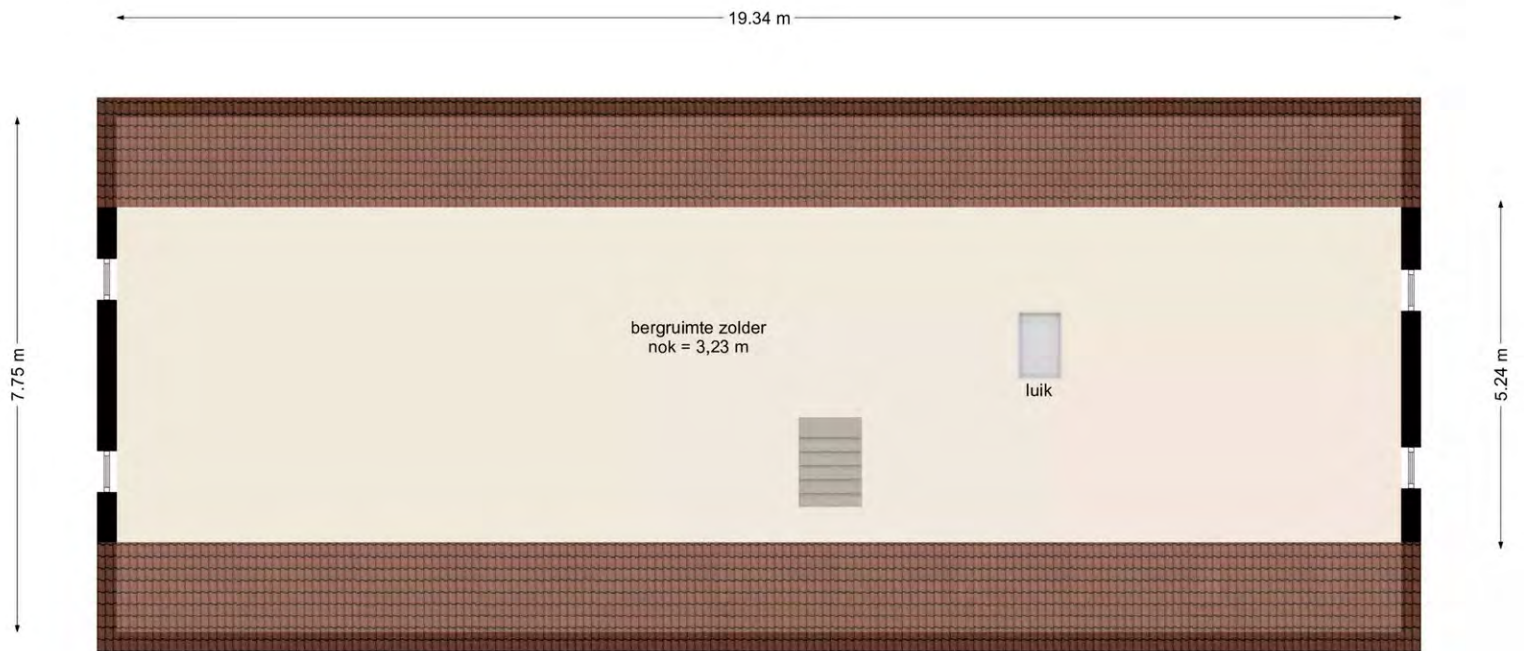 19.34 m
7.75 m
bergruimte zolder
nok = 3,23 m
luik
5.24 m